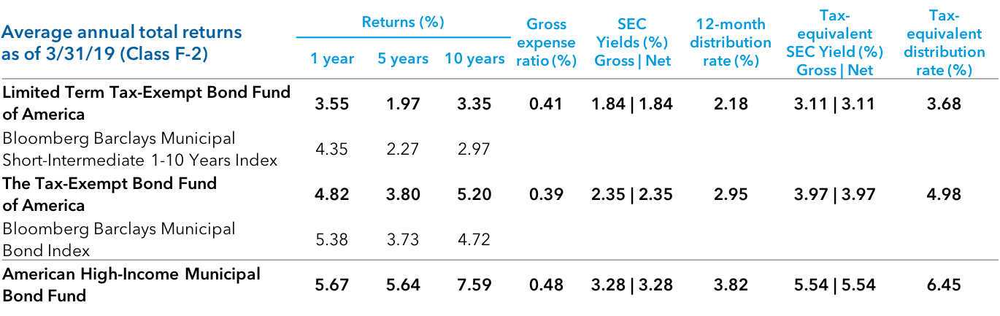 Average annual total returns
as of 3/31/19 (Class F-2)
Returns (%)
1 year 5 years 10 years
Gross
expense
ratio (%)
SEC
Yields (%)
Gross | Net
12-month
distribution
rate (%)
Tax-
equivalent
SEC Yield (%)
Gross | Net
Tax-
equivalent
distribution
rate (%)
Limited Term Tax-Exempt Bond Fund
of America
3.55 1.97 3.35 0.41 1.84 | 1.84 2.18 3.11 | 3.11 3.68
Bloomberg Barclays Municipal
Short-Intermediate 1-10 Years Index
4.35 2.27 2.97
The Tax-Exempt Bond Fund
of America
4.82 3.80 5.20 0.39 2.35 | 2.35 2.95 3.97 | 3.97 4.98
Bloomberg Barclays Municipal
Bond Index
5.38 3.73 4.72
American High-Income Municipal
Bond Fund
5.67 5.64 7.59 0.48 3.28 | 3.28 3.82 5.54 | 5.54 6.45